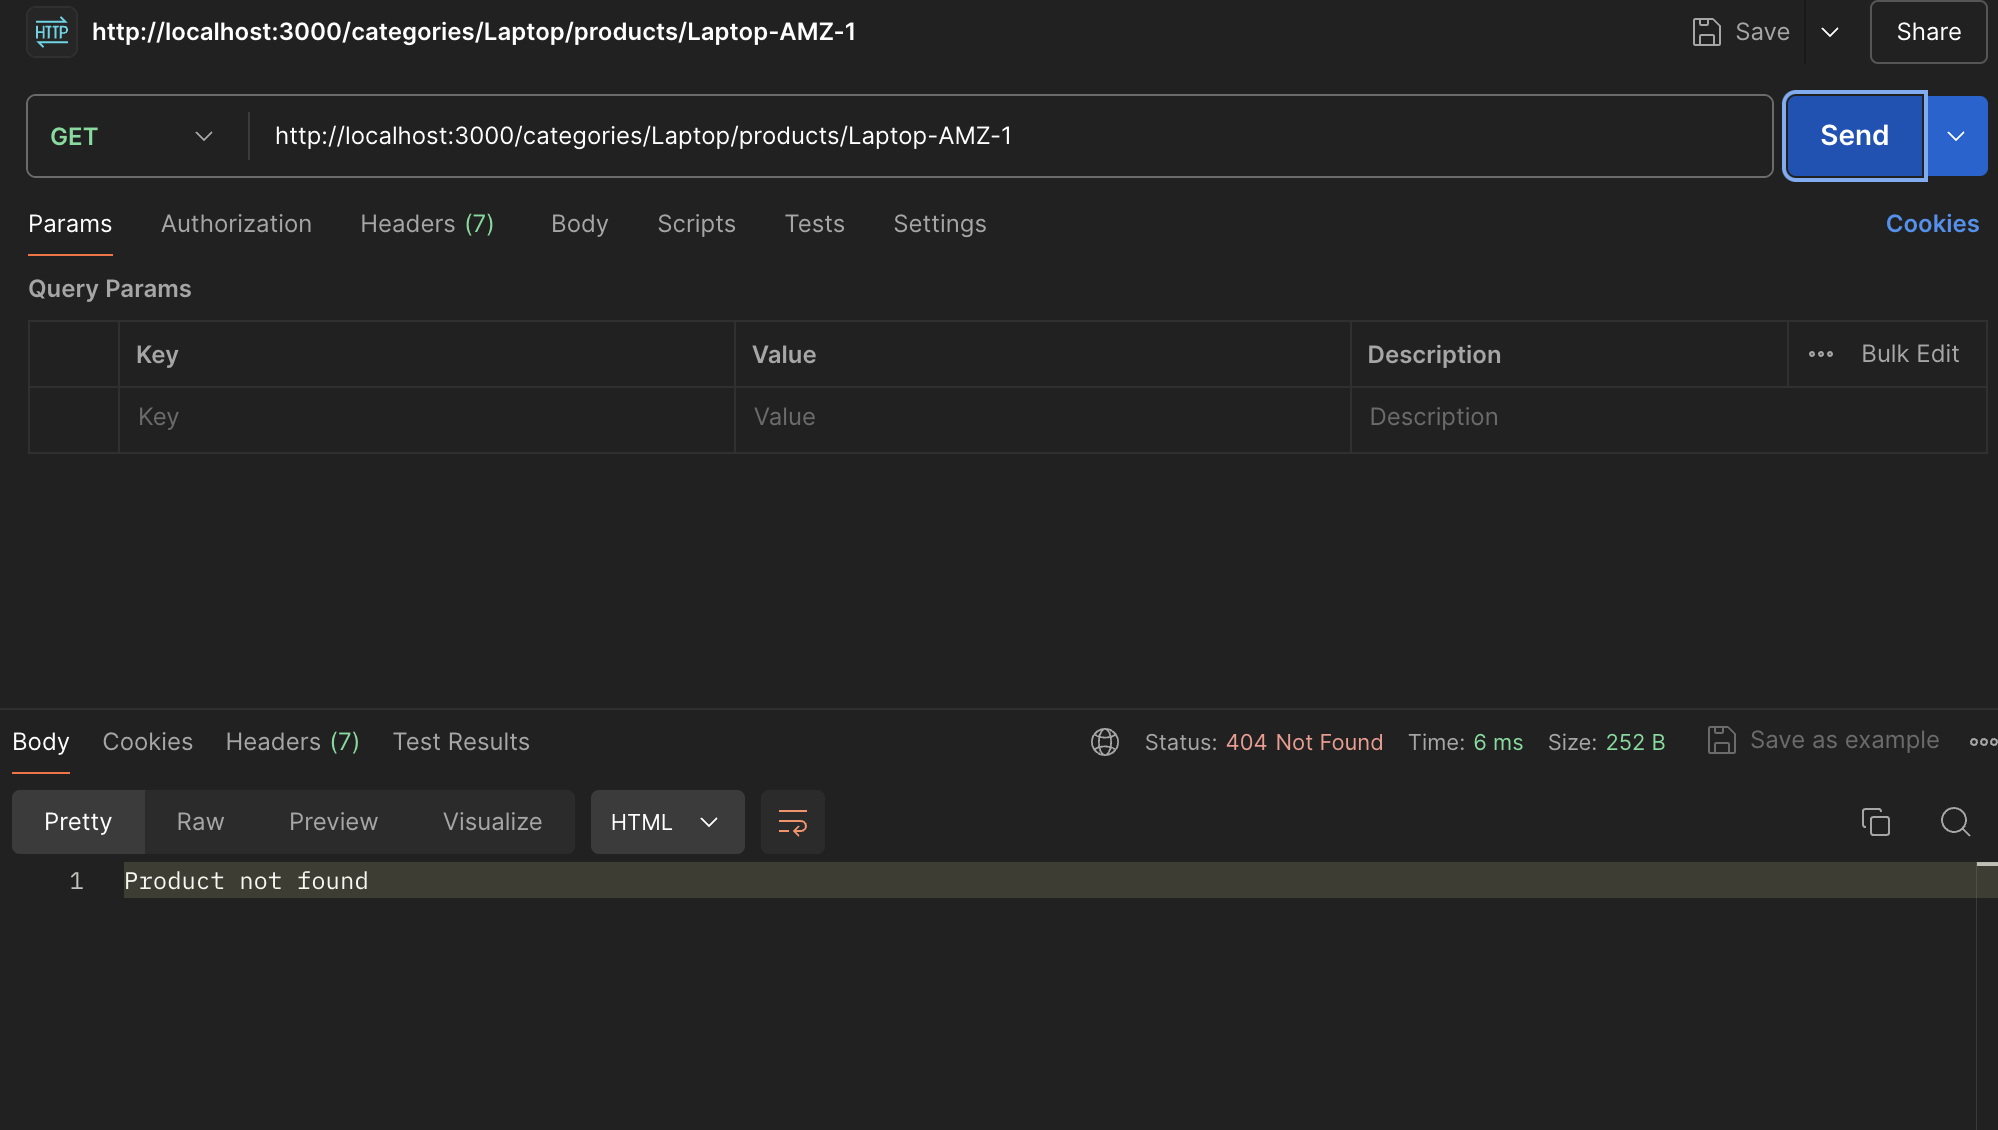 HTTP http://localhost:3000/categories/Laptop/products/Laptop-AMZ-1 Save Share
GET http://localhost:3000/categories/Laptop/products/Laptop-AMZ-1 Send
Params Authorization Headers (7) Body Scripts Tests Settings Cookies
Query Params
Key Value Description Bulk Edit
Key Value Description
Body Cookies Headers (7) Test Results Status: 404 Not Found Time: 6 ms Size: 252 B Save as example
Pretty Raw Preview Visualize HTML
1 Product not found